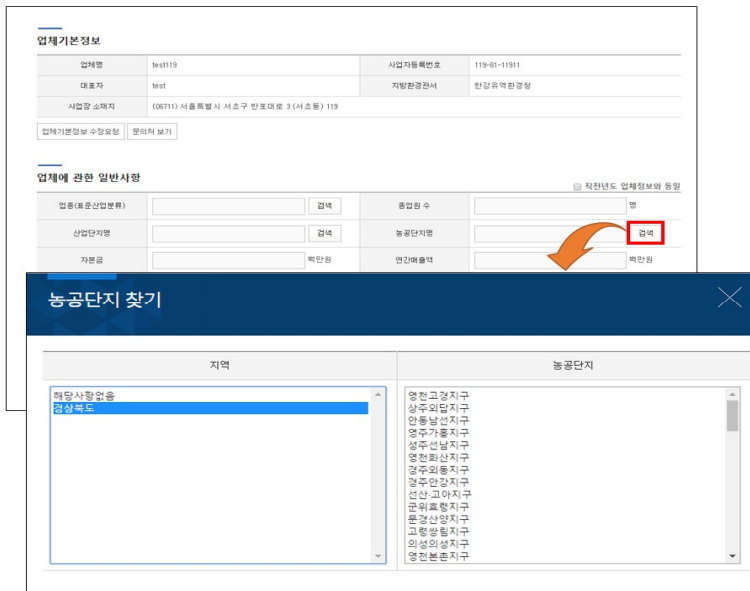 업체기본정보
업체명 test119 사업자등록번호 119-81-11911
대표자 test 지방환경관서 한강유역환경청
사업장 소재지 (06711) 서울특별시 서초구 반포대로 3 (서초동) 119
업체기본정보 수정요청 문의처 보기
업체에 관한 일반사항
직전년도 업체정보와 동일
업종(표준산업분류) 검색 종업원 수 명
산업단지명 검색 농공단지명 검색
자본금 백만원 연간매출액 백만원
농공단지 찾기
지역 농공단지
해당사항없음
경상북도
영천고경지구
상주외답지구
안동남선지구
영주가흥지구
성주선남지구
영천화산지구
경주외동지구
경주안강지구
선산·고아지구
군위효령지구
문경산양지구
고령쌍림지구
의성의성지구
영천본촌지구